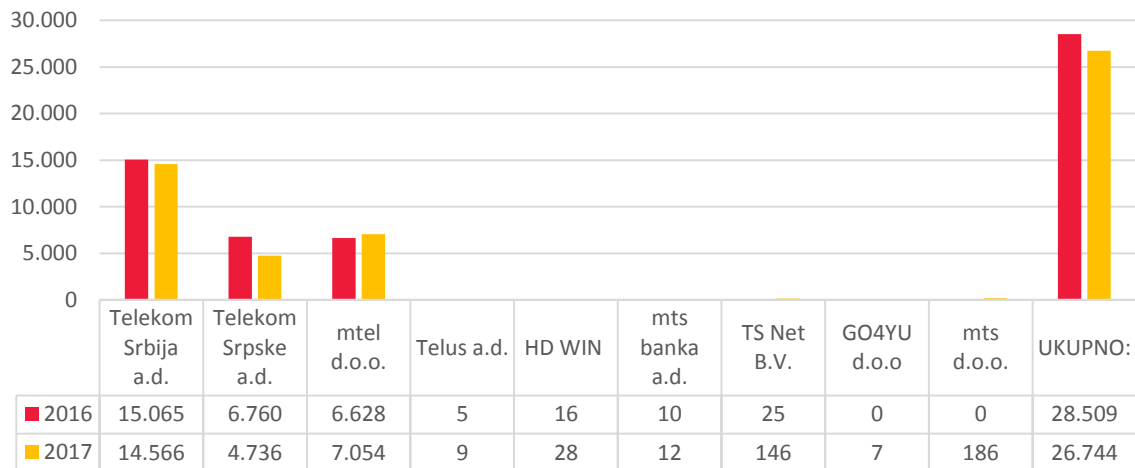 30.000
25.000
20.000
15.000
10.000
5.000
0
Telekom Srbija a.d. Telekom Srpske a.d. mtel d.o.o. Telus a.d. HD WIN mts banka a.d. TS Net B.V. GO4YU d.o.o mts d.o.o. UKUPNO:
2016 15.065 6.760 6.628 5 16 10 25 0 0 28.509
2017 14.566 4.736 7.054 9 28 12 146 7 186 26.744